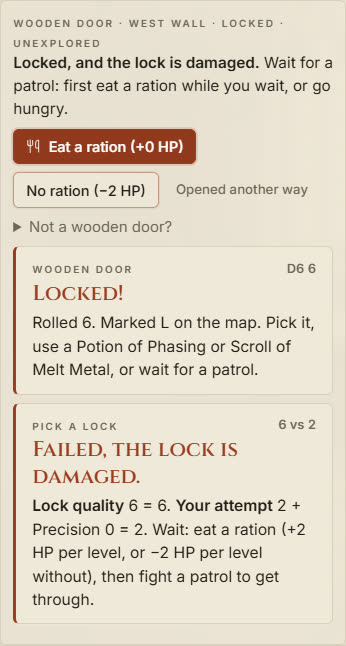 WOODEN DOOR · WEST WALL · LOCKED ·
UNEXPLORED
Locked, and the lock is damaged. Wait for a
patrol: first eat a ration while you wait, or go
hungry.
Eat a ration (+0 HP)
No ration (−2 HP)
Opened another way
Not a wooden door?
WOODEN DOOR
D6 6
Locked!
Rolled 6. Marked L on the map. Pick it,
use a Potion of Phasing or Scroll of
Melt Metal, or wait for a patrol.
PICK A LOCK
6 vs 2
Failed, the lock is
damaged.
Lock quality 6 = 6. Your attempt 2 +
Precision 0 = 2. Wait: eat a ration (+2
HP per level, or −2 HP per level
without), then fight a patrol to get
through.